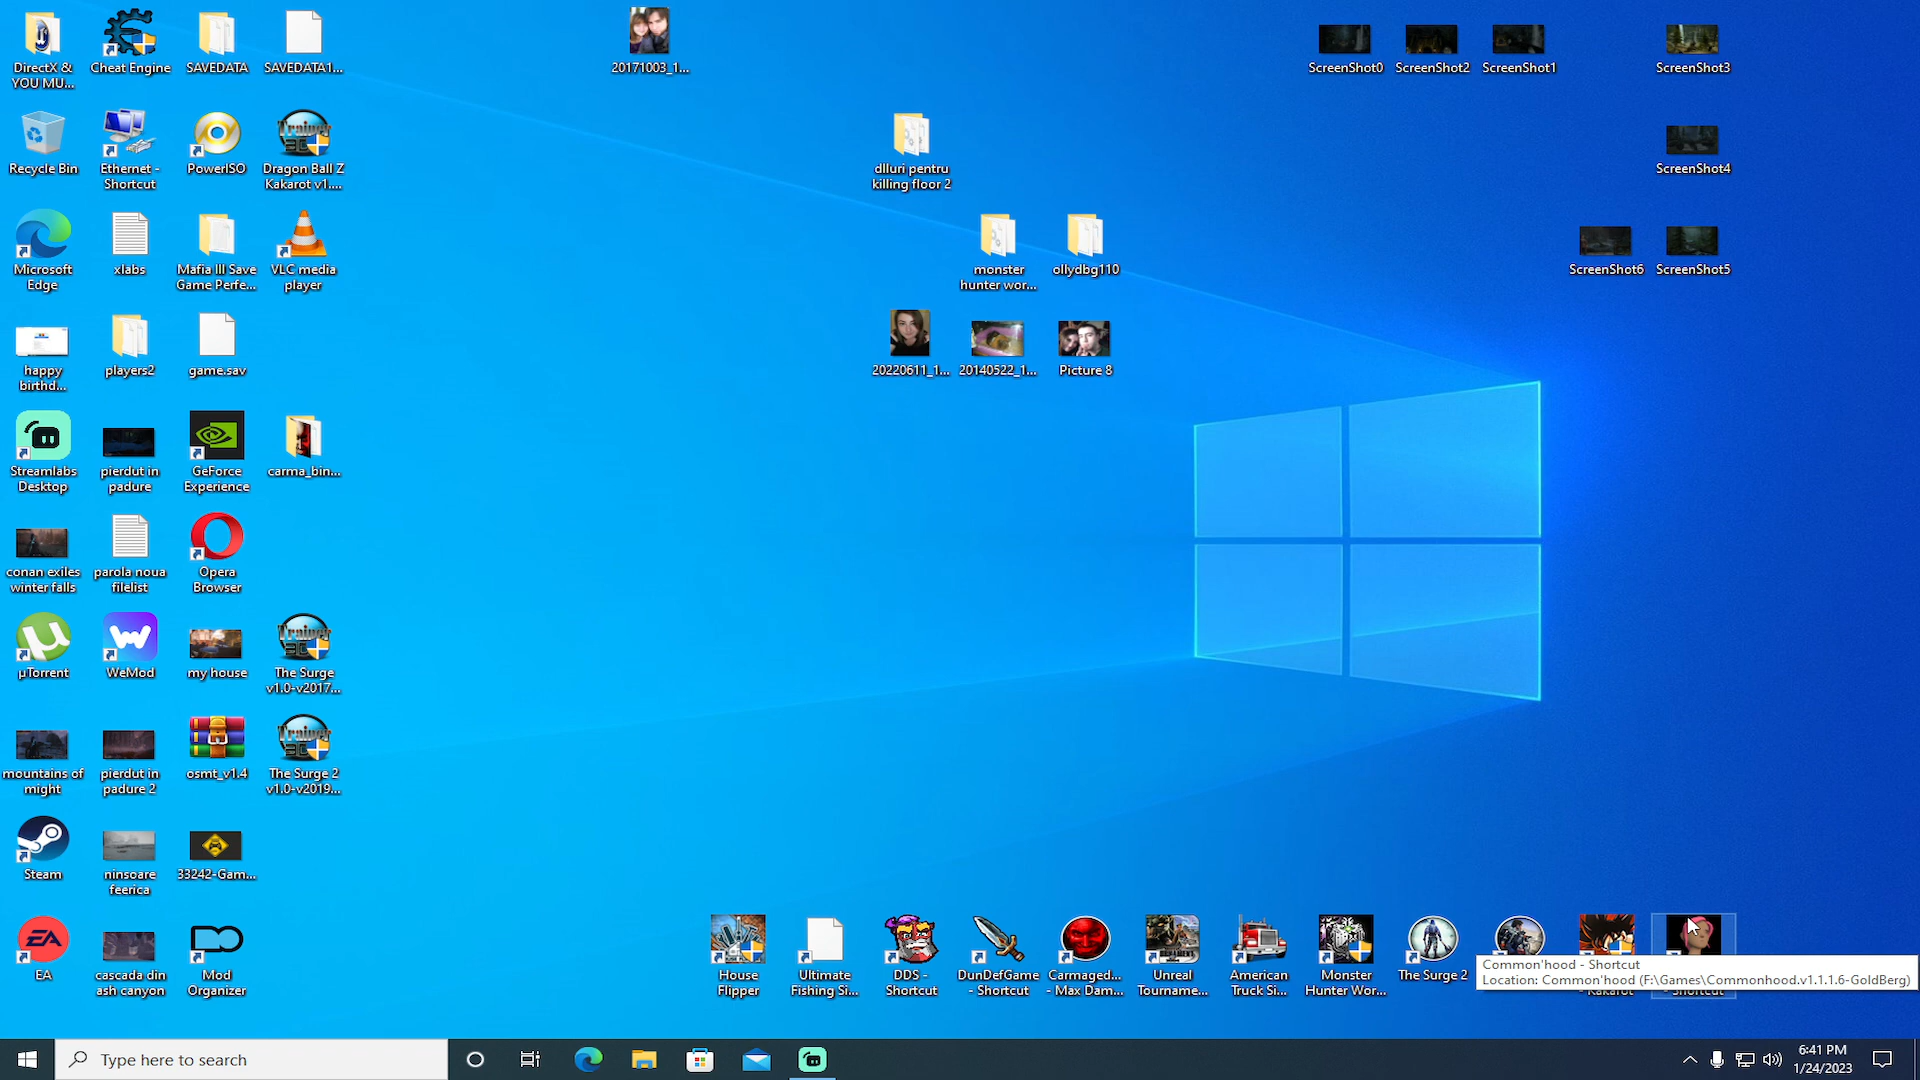 DirectX &
YOU MU...
Cheat Engine
SAVEDATA
SAVEDATA1...
20171003_1...
ScreenShot0
ScreenShot2
ScreenShot1
ScreenShot3
Recycle Bin
Ethernet -
Shortcut
PowerISO
Trainer
Dragon Ball Z
Kakarot v1....
dlluri pentru
killing floor 2
ScreenShot4
Microsoft
Edge
xlabs
Mafia III Save
Game Perfe...
VLC media
player
monster
hunter wor...
ollydbg110
ScreenShot6
ScreenShot5
happy
birthd...
players2
game.sav
20220611_1...
20140522_1...
Picture 8
Streamlabs
Desktop
pierdut in
padure
GeForce
Experience
carma_bin...
conan exiles
winter falls
parola noua
filelist
Opera
Browser
µTorrent
WeMod
my house
Trainer
The Surge
v1.0-v2017...
mountains of
might
pierdut in
padure 2
osmt_v1.4
Trainer
The Surge 2
v1.0-v2019...
Steam
ninsoare
feerica
33242-Gam...
EA
EA
cascada din
ash canyon
Mod
Organizer
House
Flipper
Ultimate
Fishing Si...
DDS -
Shortcut
DunDefGame
- Shortcut
Carmaged...
- Max Dam...
Unreal
Tourname...
American
Truck Si...
Monster
Hunter Wor...
The Surge 2
Common'hood - Shortcut
Location: Common'hood (F:\Games\Commonhood.v1.1.1.6-GoldBerg)
Type here to search
6:41 PM
1/24/2023